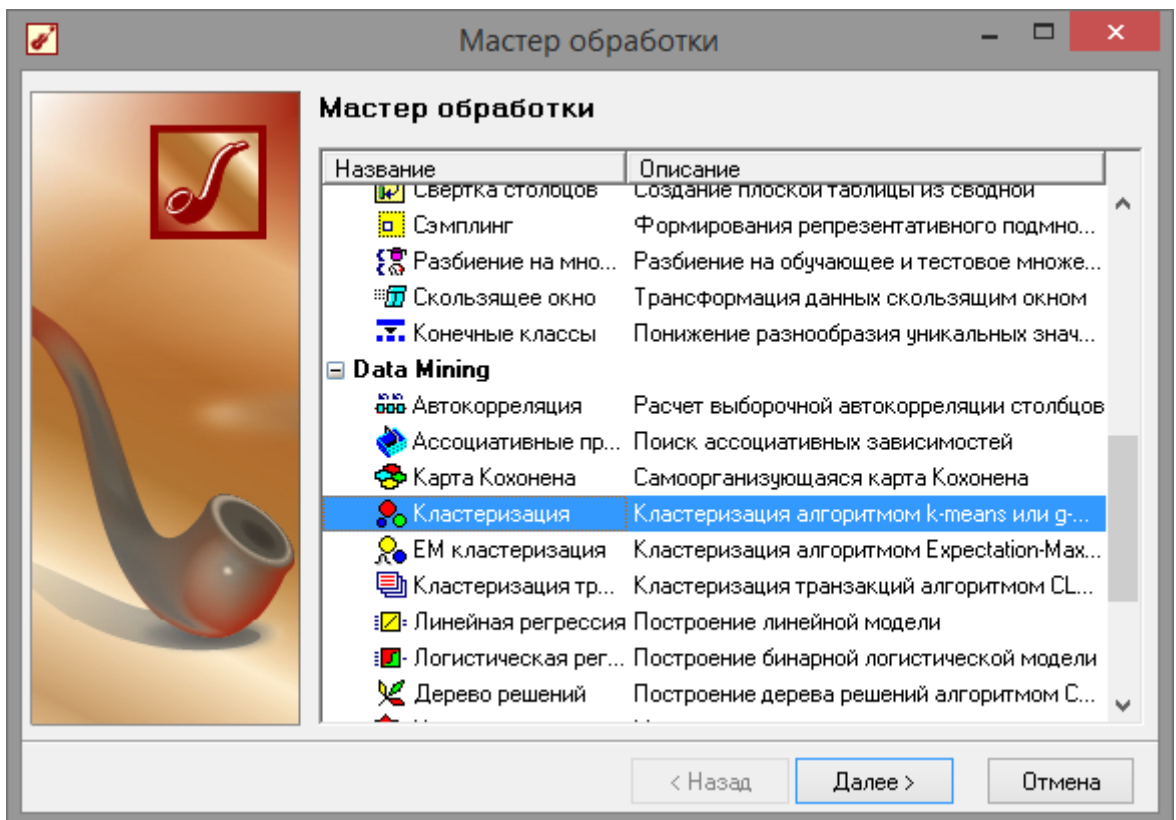 Мастер обработки
Мастер обработки
Название Описание
Свертка столбцов Создание плоской таблицы из сводной
Сэмплинг Формирования репрезентативного подмно...
Разбиение на мно... Разбиение на обучающее и тестовое множе...
Скользящее окно Трансформация данных скользящим окном
Конечные классы Понижение разнообразия уникальных знач...
Data Mining
Автокорреляция Расчет выборочной автокорреляции столбцов
Ассоциативные пр... Поиск ассоциативных зависимостей
Карта Кохонена Самоорганизующаяся карта Кохонена
Кластеризация Кластеризация алгоритмом k-means или g-...
EM кластеризация Кластеризация алгоритмом Expectation-Max...
Кластеризация тр... Кластеризация транзакций алгоритмом CL...
Линейная регрессия Построение линейной модели
Логистическая рег... Построение бинарной логистической модели
Дерево решений Построение дерева решений алгоритмом C...
< Назад Далее > Отмена